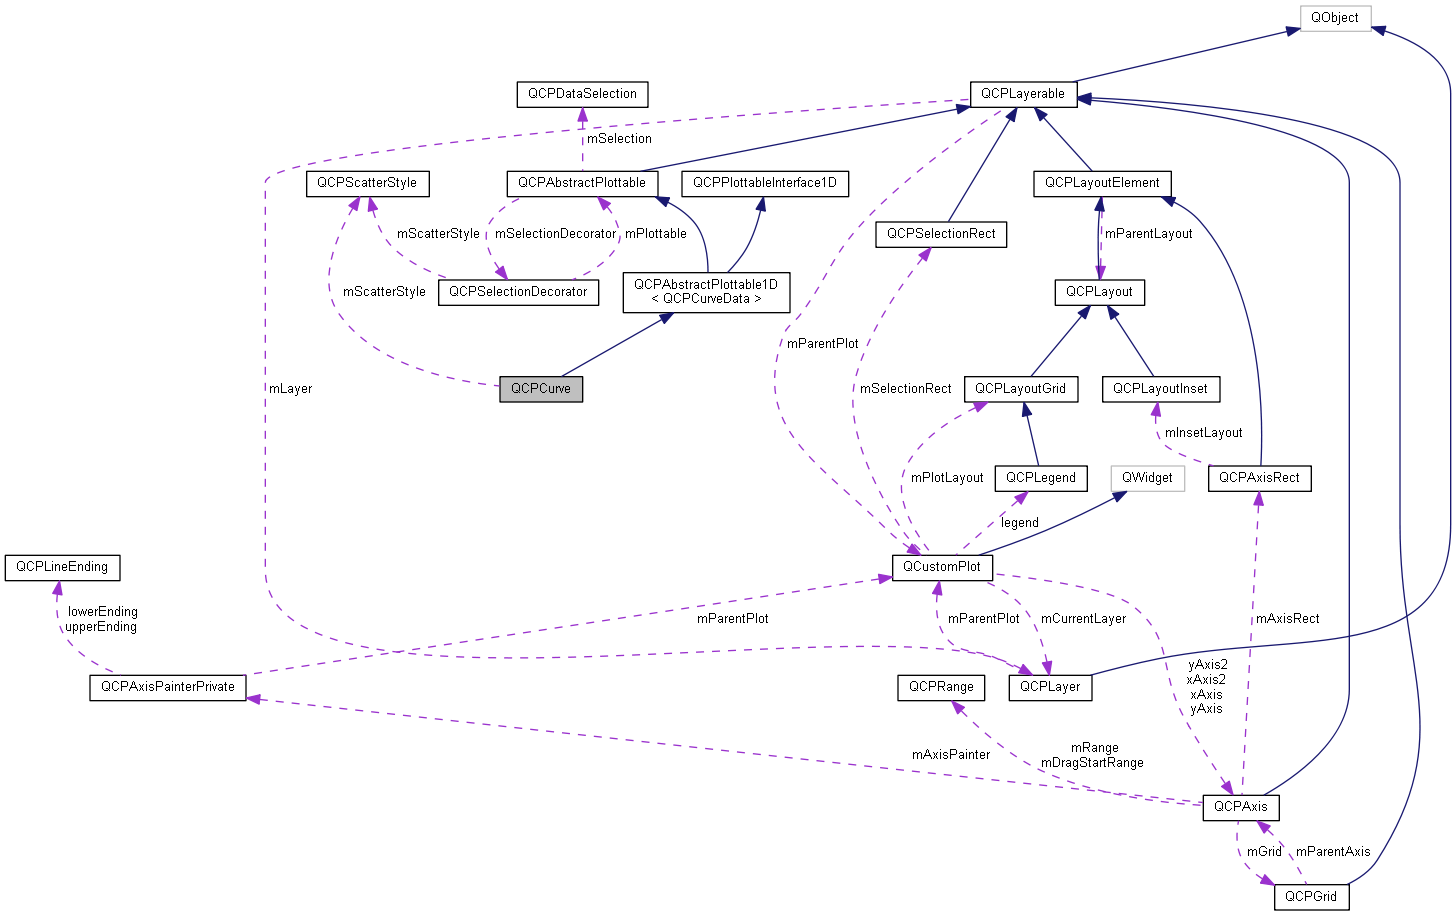 QObject
QCPDataSelection
QCPLayerable
mSelection
QCPScatterStyle
QCPAbstractPlottable
QCPPlottableInterface1D
QCPLayoutElement
mScatterStyle
mSelectionDecorator
mPlottable
QCPSelectionRect
mParentLayout
mScatterStyle
QCPSelectionDecorator
QCPAbstractPlottable1D
< QCPCurveData >
QCPLayout
mParentPlot
mLayer
QCPCurve
mSelectionRect
QCPLayoutGrid
QCPLayoutInset
mInsetLayout
mPlotLayout
QCPLegend
QWidget
QCPAxisRect
legend
QCPLineEnding
QCustomPlot
lowerEnding
upperEnding
mParentPlot
mParentPlot
mCurrentLayer
mAxisRect
yAxis2
xAxis2
xAxis
yAxis
QCPAxisPainterPrivate
QCPRange
QCPLayer
mAxisPainter
mRange
mDragStartRange
QCPAxis
mGrid
mParentAxis
QCPGrid